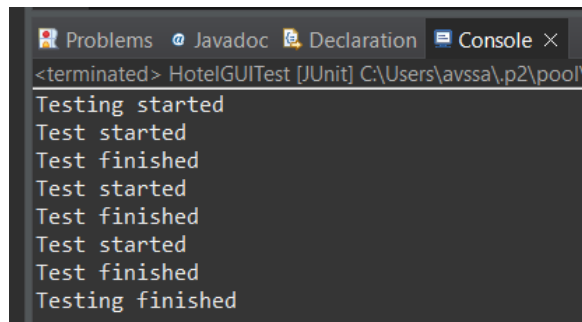 Problems @ Javadoc Declaration Console ×
<terminated> HotelGUITest [JUnit] C:\Users\avssa\.p2\pool\
Testing started
Test started
Test finished
Test started
Test finished
Test started
Test finished
Testing finished